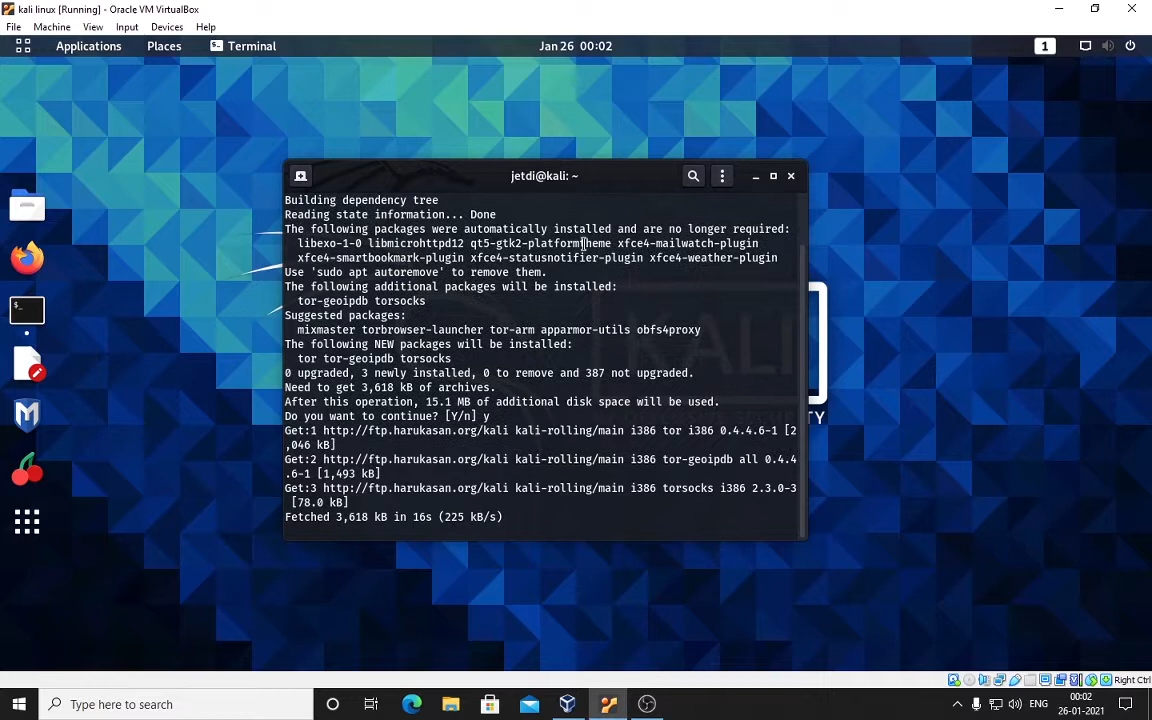 kali linux [Running] - Oracle VM VirtualBox
File Machine View Input Devices Help
Applications Places Terminal Jan 26 00:02 1
jetdi@kali: ~
Building dependency tree
Reading state information... Done
The following packages were automatically installed and are no longer required:
libexo-1-0 libmicrohttpd12 qt5-gtk2-platformtheme xfce4-mailwatch-plugin
xfce4-smartbookmark-plugin xfce4-statusnotifier-plugin xfce4-weather-plugin
Use 'sudo apt autoremove' to remove them.
The following additional packages will be installed:
tor-geoipdb torsocks
Suggested packages:
mixmaster torbrowser-launcher tor-arm apparmor-utils obfs4proxy
The following NEW packages will be installed:
tor tor-geoipdb torsocks
0 upgraded, 3 newly installed, 0 to remove and 387 not upgraded.
Need to get 3,618 kB of archives.
After this operation, 15.1 MB of additional disk space will be used.
Do you want to continue? [Y/n] y
Get:1 http://ftp.harukasan.org/kali kali-rolling/main i386 tor i386 0.4.4.6-1 [2
,046 kB]
Get:2 http://ftp.harukasan.org/kali kali-rolling/main i386 tor-geoipdb all 0.4.4
.6-1 [1,493 kB]
Get:3 http://ftp.harukasan.org/kali kali-rolling/main i386 torsocks i386 2.3.0-3
[78.0 kB]
Fetched 3,618 kB in 16s (225 kB/s)
KALI
Right Ctrl
Type here to search
ENG
00:02
26-01-2021